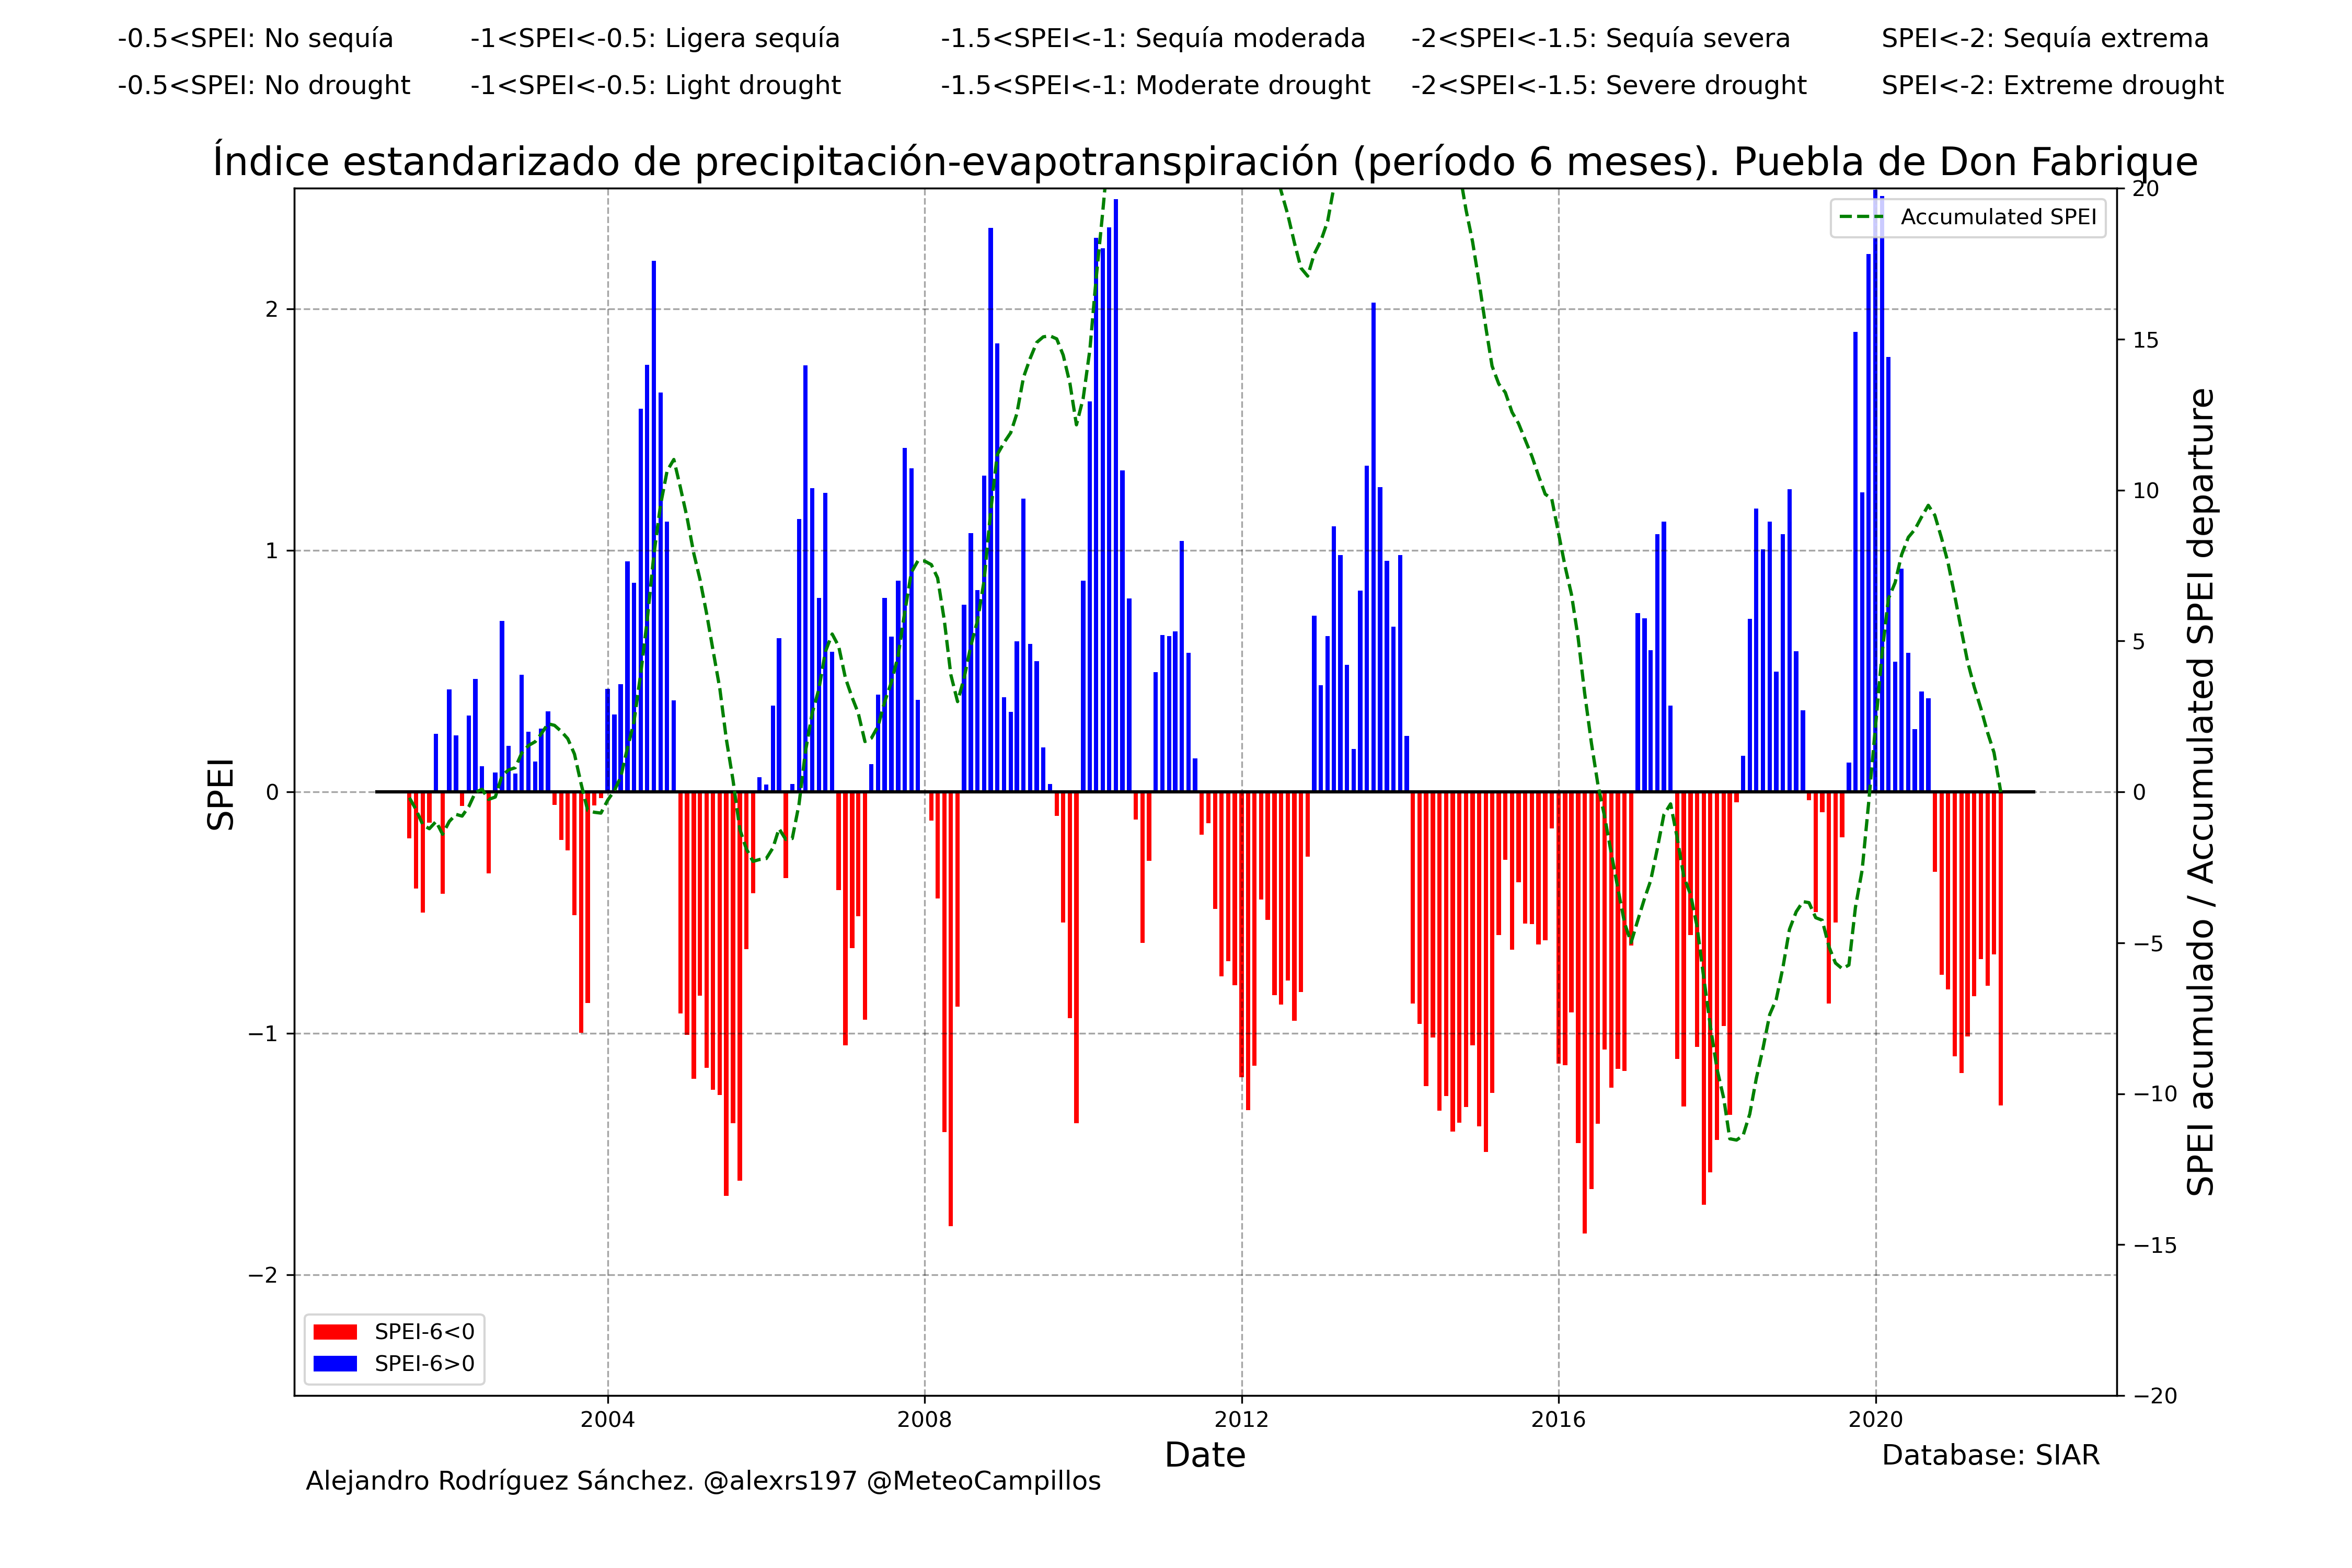 -0.5<SPEI: No sequía -1<SPEI<-0.5: Ligera sequía -1.5<SPEI<-1: Sequía moderada -2<SPEI<-1.5: Sequía severa SPEI<-2: Sequía extrema
-0.5<SPEI: No drought -1<SPEI<-0.5: Light drought -1.5<SPEI<-1: Moderate drought -2<SPEI<-1.5: Severe drought SPEI<-2: Extreme drought
Índice estandarizado de precipitación-evapotranspiración (período 6 meses). Puebla de Don Fabrique
Accumulated SPEI
SPEI
2
1
0
−1
−2
20
15
10
5
0
−5
−10
−15
−20
SPEI acumulado / Accumulated SPEI departure
SPEI-6<0
SPEI-6>0
2004 2008 2012 2016 2020
Date
Database: SIAR
Alejandro Rodríguez Sánchez. @alexrs197 @MeteoCampillos